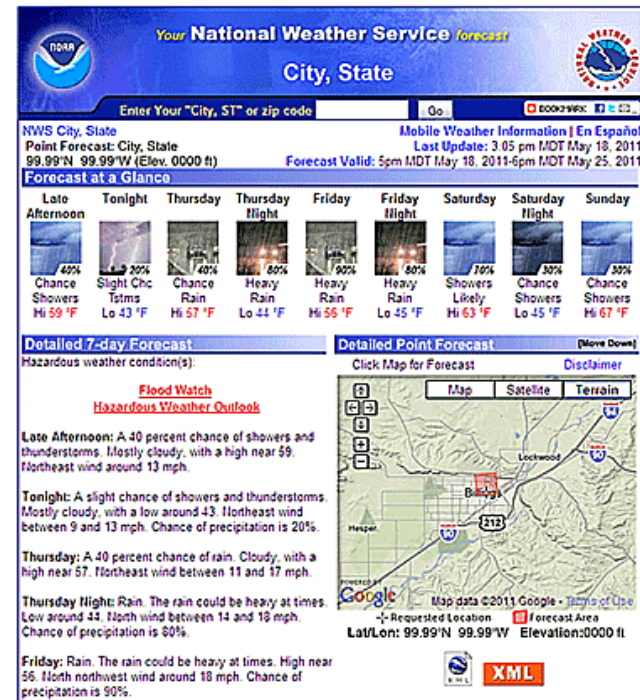 NOAA
Your National Weather Service forecast
City, State
Enter Your "City, ST" or zip code
Go
BOOKMARK
NWS City, State
Mobile Weather Information | En Español
Point Forecast: City, State
Last Update: 3:05 pm MDT May 18, 2011
99.99°N 99.99°W (Elev. 0000 ft)
Forecast Valid: 5pm MDT May 18, 2011-6pm MDT May 25, 2011
Forecast at a Glance
Late Afternoon
Tonight
Thursday
Thursday Night
Friday
Friday Night
Saturday
Saturday Night
Sunday
40% 20% 40% 80% 90% 80% 70% 30% 30%
Chance Showers
Slight Chc Tstms
Chance Rain
Heavy Rain
Heavy Rain
Heavy Rain
Showers Likely
Chance Showers
Chance Showers
Hi 59 °F Lo 43 °F Hi 57 °F Lo 44 °F Hi 56 °F Lo 45 °F Hi 63 °F Lo 45 °F Hi 67 °F
Detailed 7-day Forecast
Hazardous weather condition(s):
Flood Watch
Hazardous Weather Outlook
Late Afternoon: A 40 percent chance of showers and
thunderstorms. Mostly cloudy, with a high near 59.
Northeast wind around 13 mph.
Tonight: A slight chance of showers and thunderstorms.
Mostly cloudy, with a low around 43. Northeast wind
between 9 and 13 mph. Chance of precipitation is 20%.
Thursday: A 40 percent chance of rain. Cloudy, with a
high near 57. Northeast wind between 11 and 17 mph.
Thursday Night: Rain. The rain could be heavy at times.
Low around 44. North wind between 14 and 18 mph.
Chance of precipitation is 80%.
Friday: Rain. The rain could be heavy at times. High near
56. North northwest wind around 18 mph. Chance of
precipitation is 90%.
Detailed Point Forecast
[Move Down]
Click Map for Forecast
Disclaimer
Map
Satellite
Terrain
94
Lockwood
90
Hesper
90
212
POWERED BY
Google
Map data ©2011 Google - Terms of Use
Requested Location
Forecast Area
Lat/Lon: 99.99°N 99.99°W Elevation:0000 ft
KML
XML